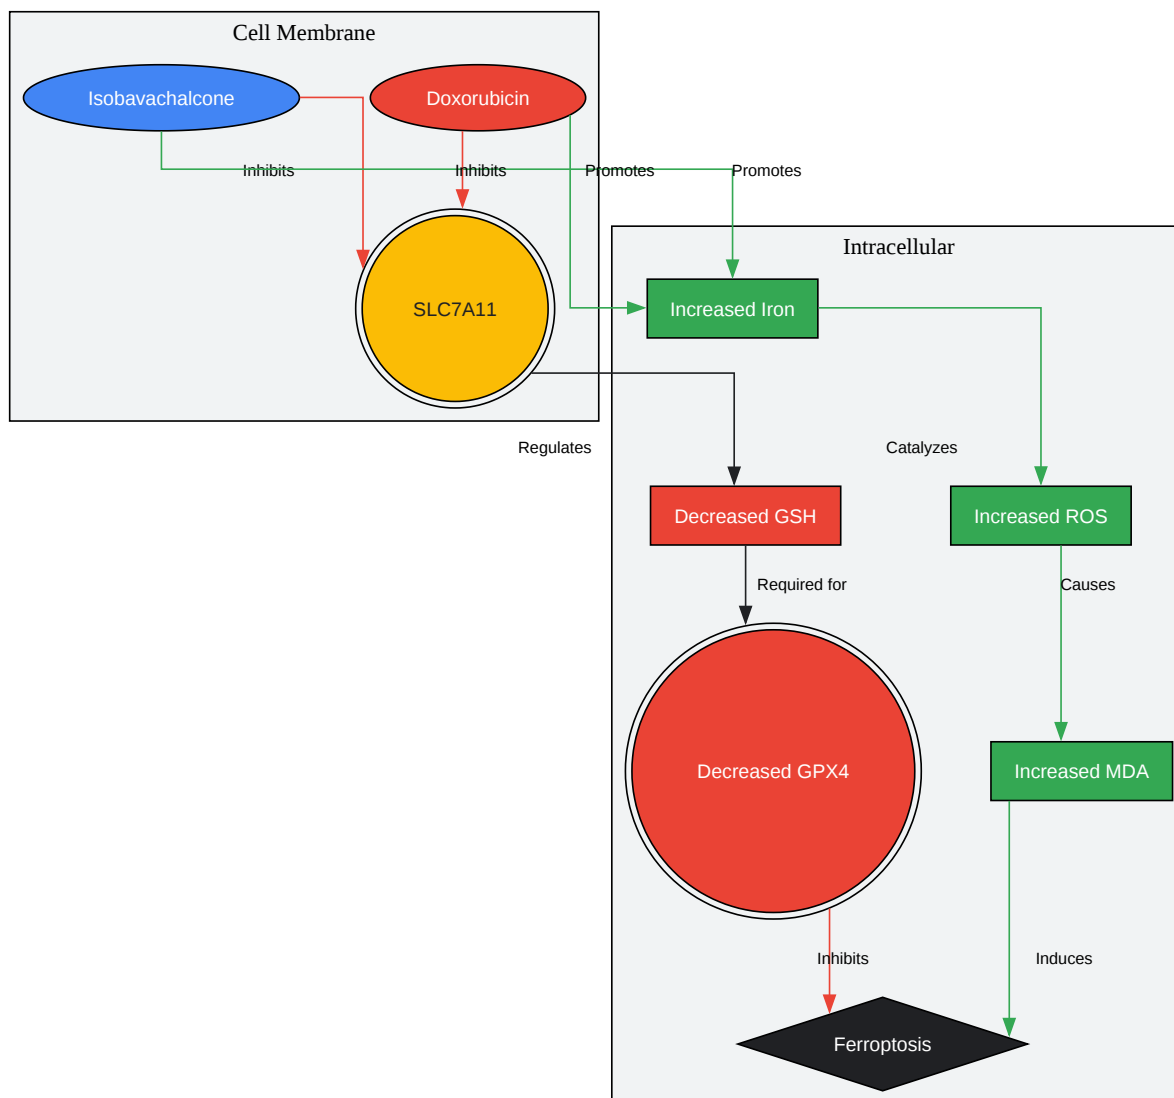 Cell Membrane
Isobavachalcone
Doxorubicin
Inhibits
Inhibits
Promotes
Promotes
Intracellular
SLC7A11
Increased Iron
Regulates
Catalyzes
Decreased GSH
Increased ROS
Required for
Causes
Decreased GPX4
Increased MDA
Inhibits
Induces
Ferroptosis